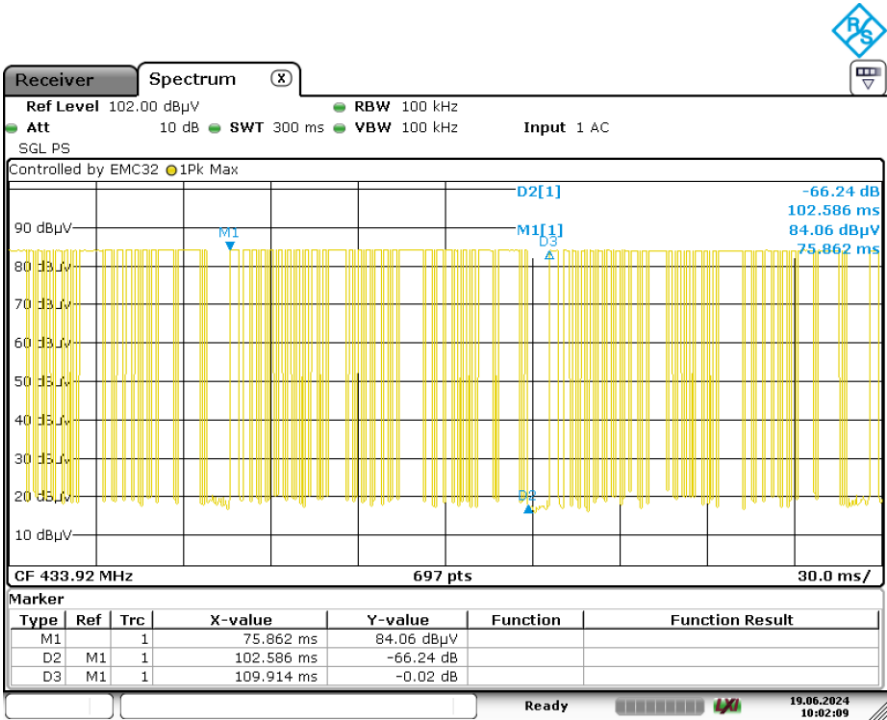 R&S
Receiver Spectrum X
Ref Level 102.00 dBµV RBW 100 kHz
Att 10 dB SWT 300 ms VBW 100 kHz Input 1 AC
SGL PS
Controlled by EMC32 1Pk Max
D2[1] -66.24 dB
102.586 ms
90 dBµV M1 M1[1] 84.06 dBµV
D3 75.862 ms
80 dBµV
70 dBµV
60 dBµV
50 dBµV
40 dBµV
30 dBµV
20 dBµV D2
10 dBµV
CF 433.92 MHz 697 pts 30.0 ms/
Marker
Type Ref Trc X-value Y-value Function Function Result
M1 1 75.862 ms 84.06 dBµV
D2 M1 1 102.586 ms -66.24 dB
D3 M1 1 109.914 ms -0.02 dB
Ready LXI 19.06.2024
10:02:09